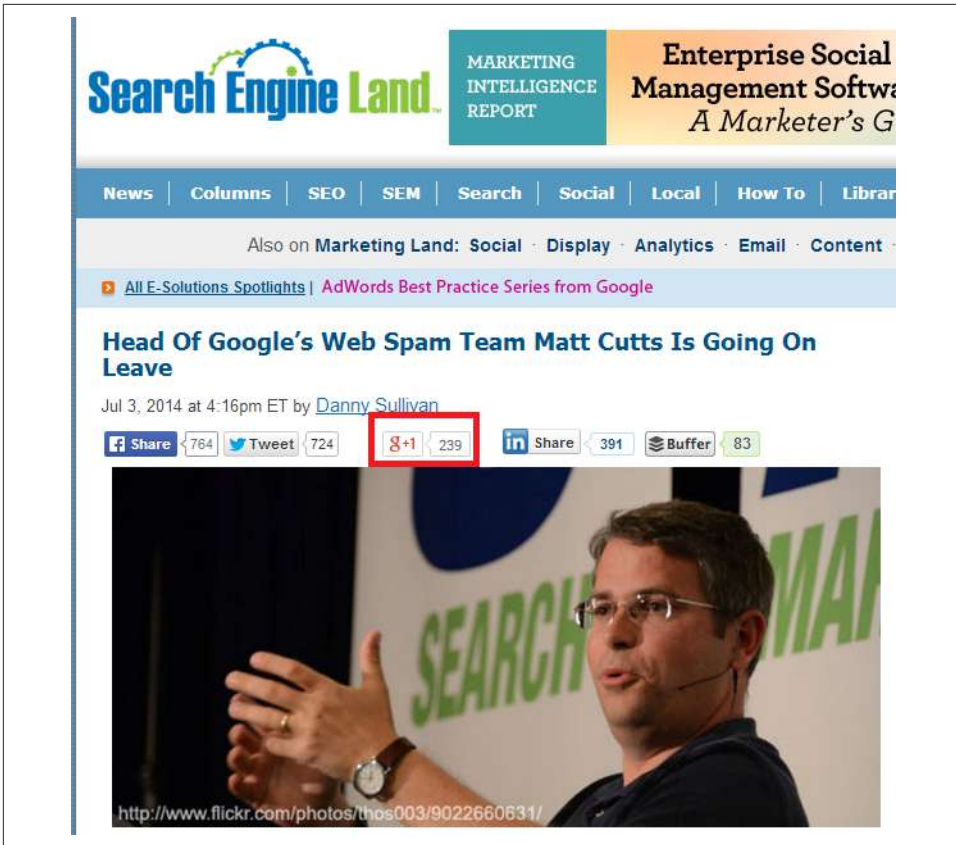 Search Engine Land
MARKETING
INTELLIGENCE
REPORT
Enterprise Social
Management Softwa
A Marketer's G
News | Columns | SEO | SEM | Search | Social | Local | How To | Librar
Also on Marketing Land: Social · Display · Analytics · Email · Content ·
All E-Solutions Spotlights | AdWords Best Practice Series from Google
Head Of Google's Web Spam Team Matt Cutts Is Going On
Leave
Jul 3, 2014 at 4:16pm ET by Danny Sullivan
Share 764 Tweet 724 g+1 239 in Share 391 Buffer 83
SEARCH MAR
http://www.flickr.com/photos/thos003/9022660631/